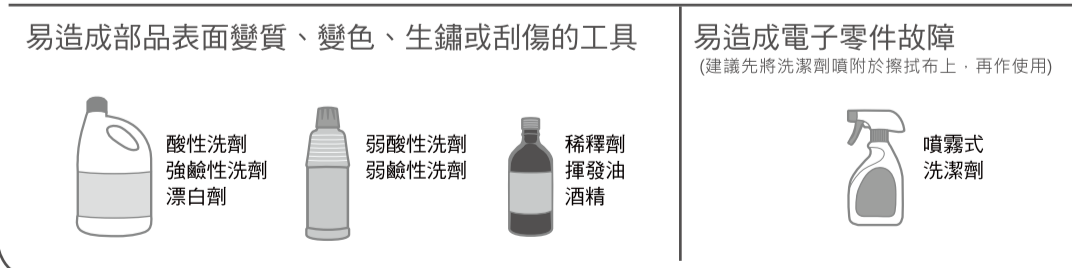 易造成部品表面變質、變色、生鏽或刮傷的工具
酸性洗劑
強鹼性洗劑
漂白劑
弱酸性洗劑
弱鹼性洗劑
稀釋劑
揮發油
酒精
易造成電子零件故障
(建議先將洗潔劑噴附於擦拭布上，再作使用)
噴霧式
洗潔劑